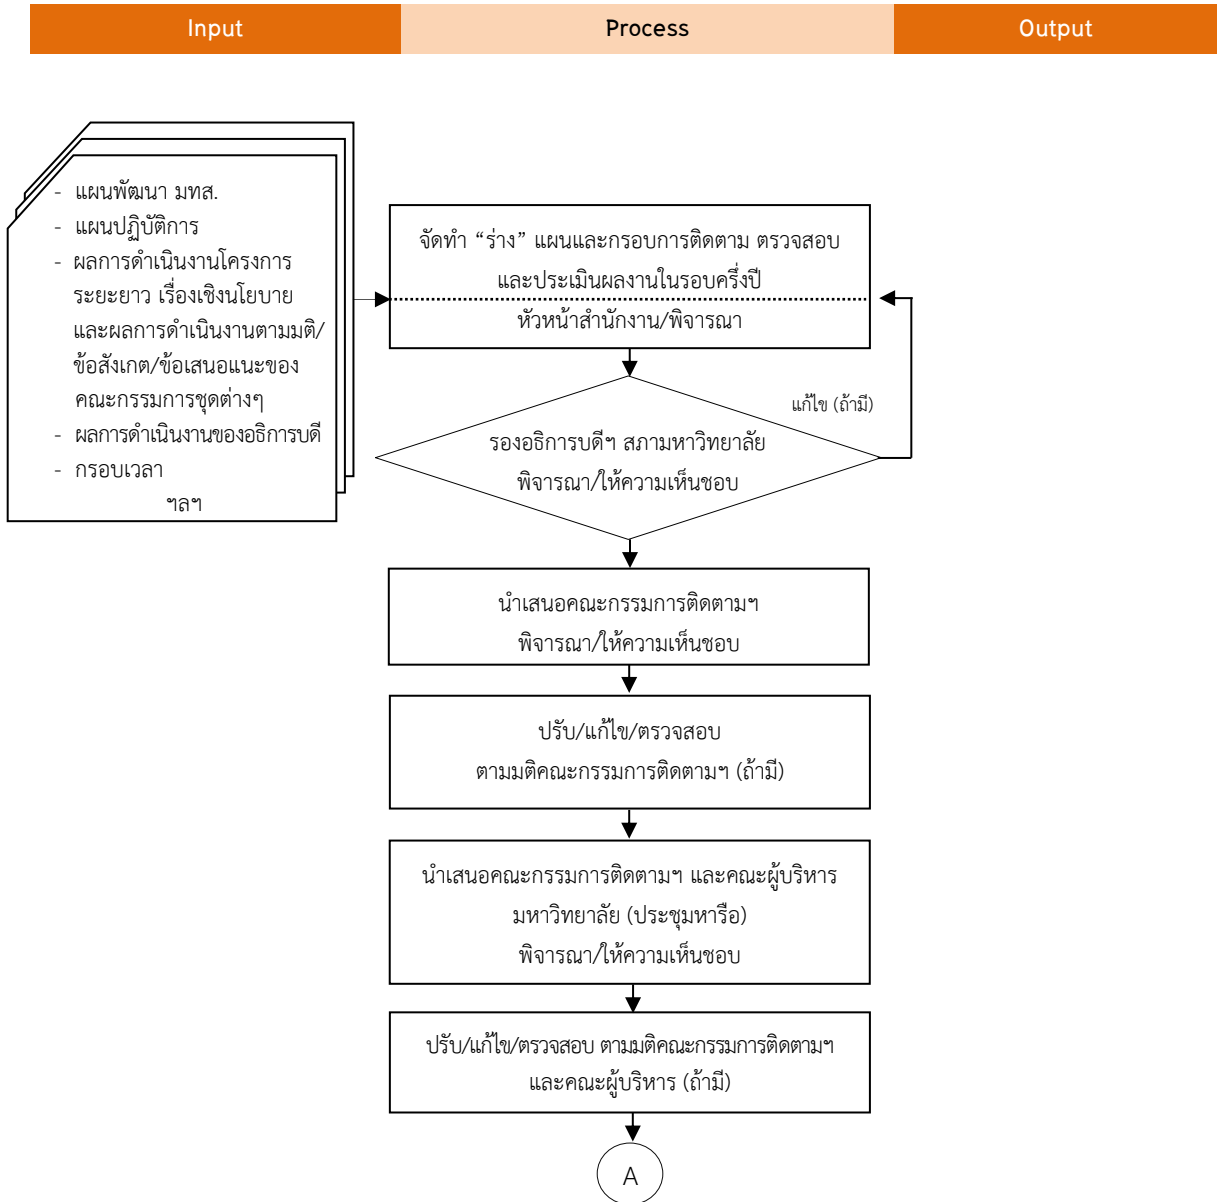 Input
Process
Output
- แผนพัฒนา มทส.
- แผนปฏิบัติการ
- ผลการดำเนินงานโครงการ
ระยะยาว เรื่องเชิงนโยบาย
และผลการดำเนินงานตามมติ/
ข้อสังเกต/ข้อเสนอแนะของ
คณะกรรมการชุดต่างๆ
- ผลการดำเนินงานของอธิการบดี
- กรอบเวลา
ฯลฯ
จัดทำ “ร่าง” แผนและกรอบการติดตาม ตรวจสอบ
และประเมินผลงานในรอบครึ่งปี
หัวหน้าสำนักงาน/พิจารณา
แก้ไข (ถ้ามี)
รองอธิการบดีฯ สภามหาวิทยาลัย
พิจารณา/ให้ความเห็นชอบ
นำเสนอคณะกรรมการติดตามฯ
พิจารณา/ให้ความเห็นชอบ
ปรับ/แก้ไข/ตรวจสอบ
ตามมติคณะกรรมการติดตามฯ (ถ้ามี)
นำเสนอคณะกรรมการติดตามฯ และคณะผู้บริหาร
มหาวิทยาลัย (ประชุมหารือ)
พิจารณา/ให้ความเห็นชอบ
ปรับ/แก้ไข/ตรวจสอบ ตามมติคณะกรรมการติดตามฯ
และคณะผู้บริหาร (ถ้ามี)
A